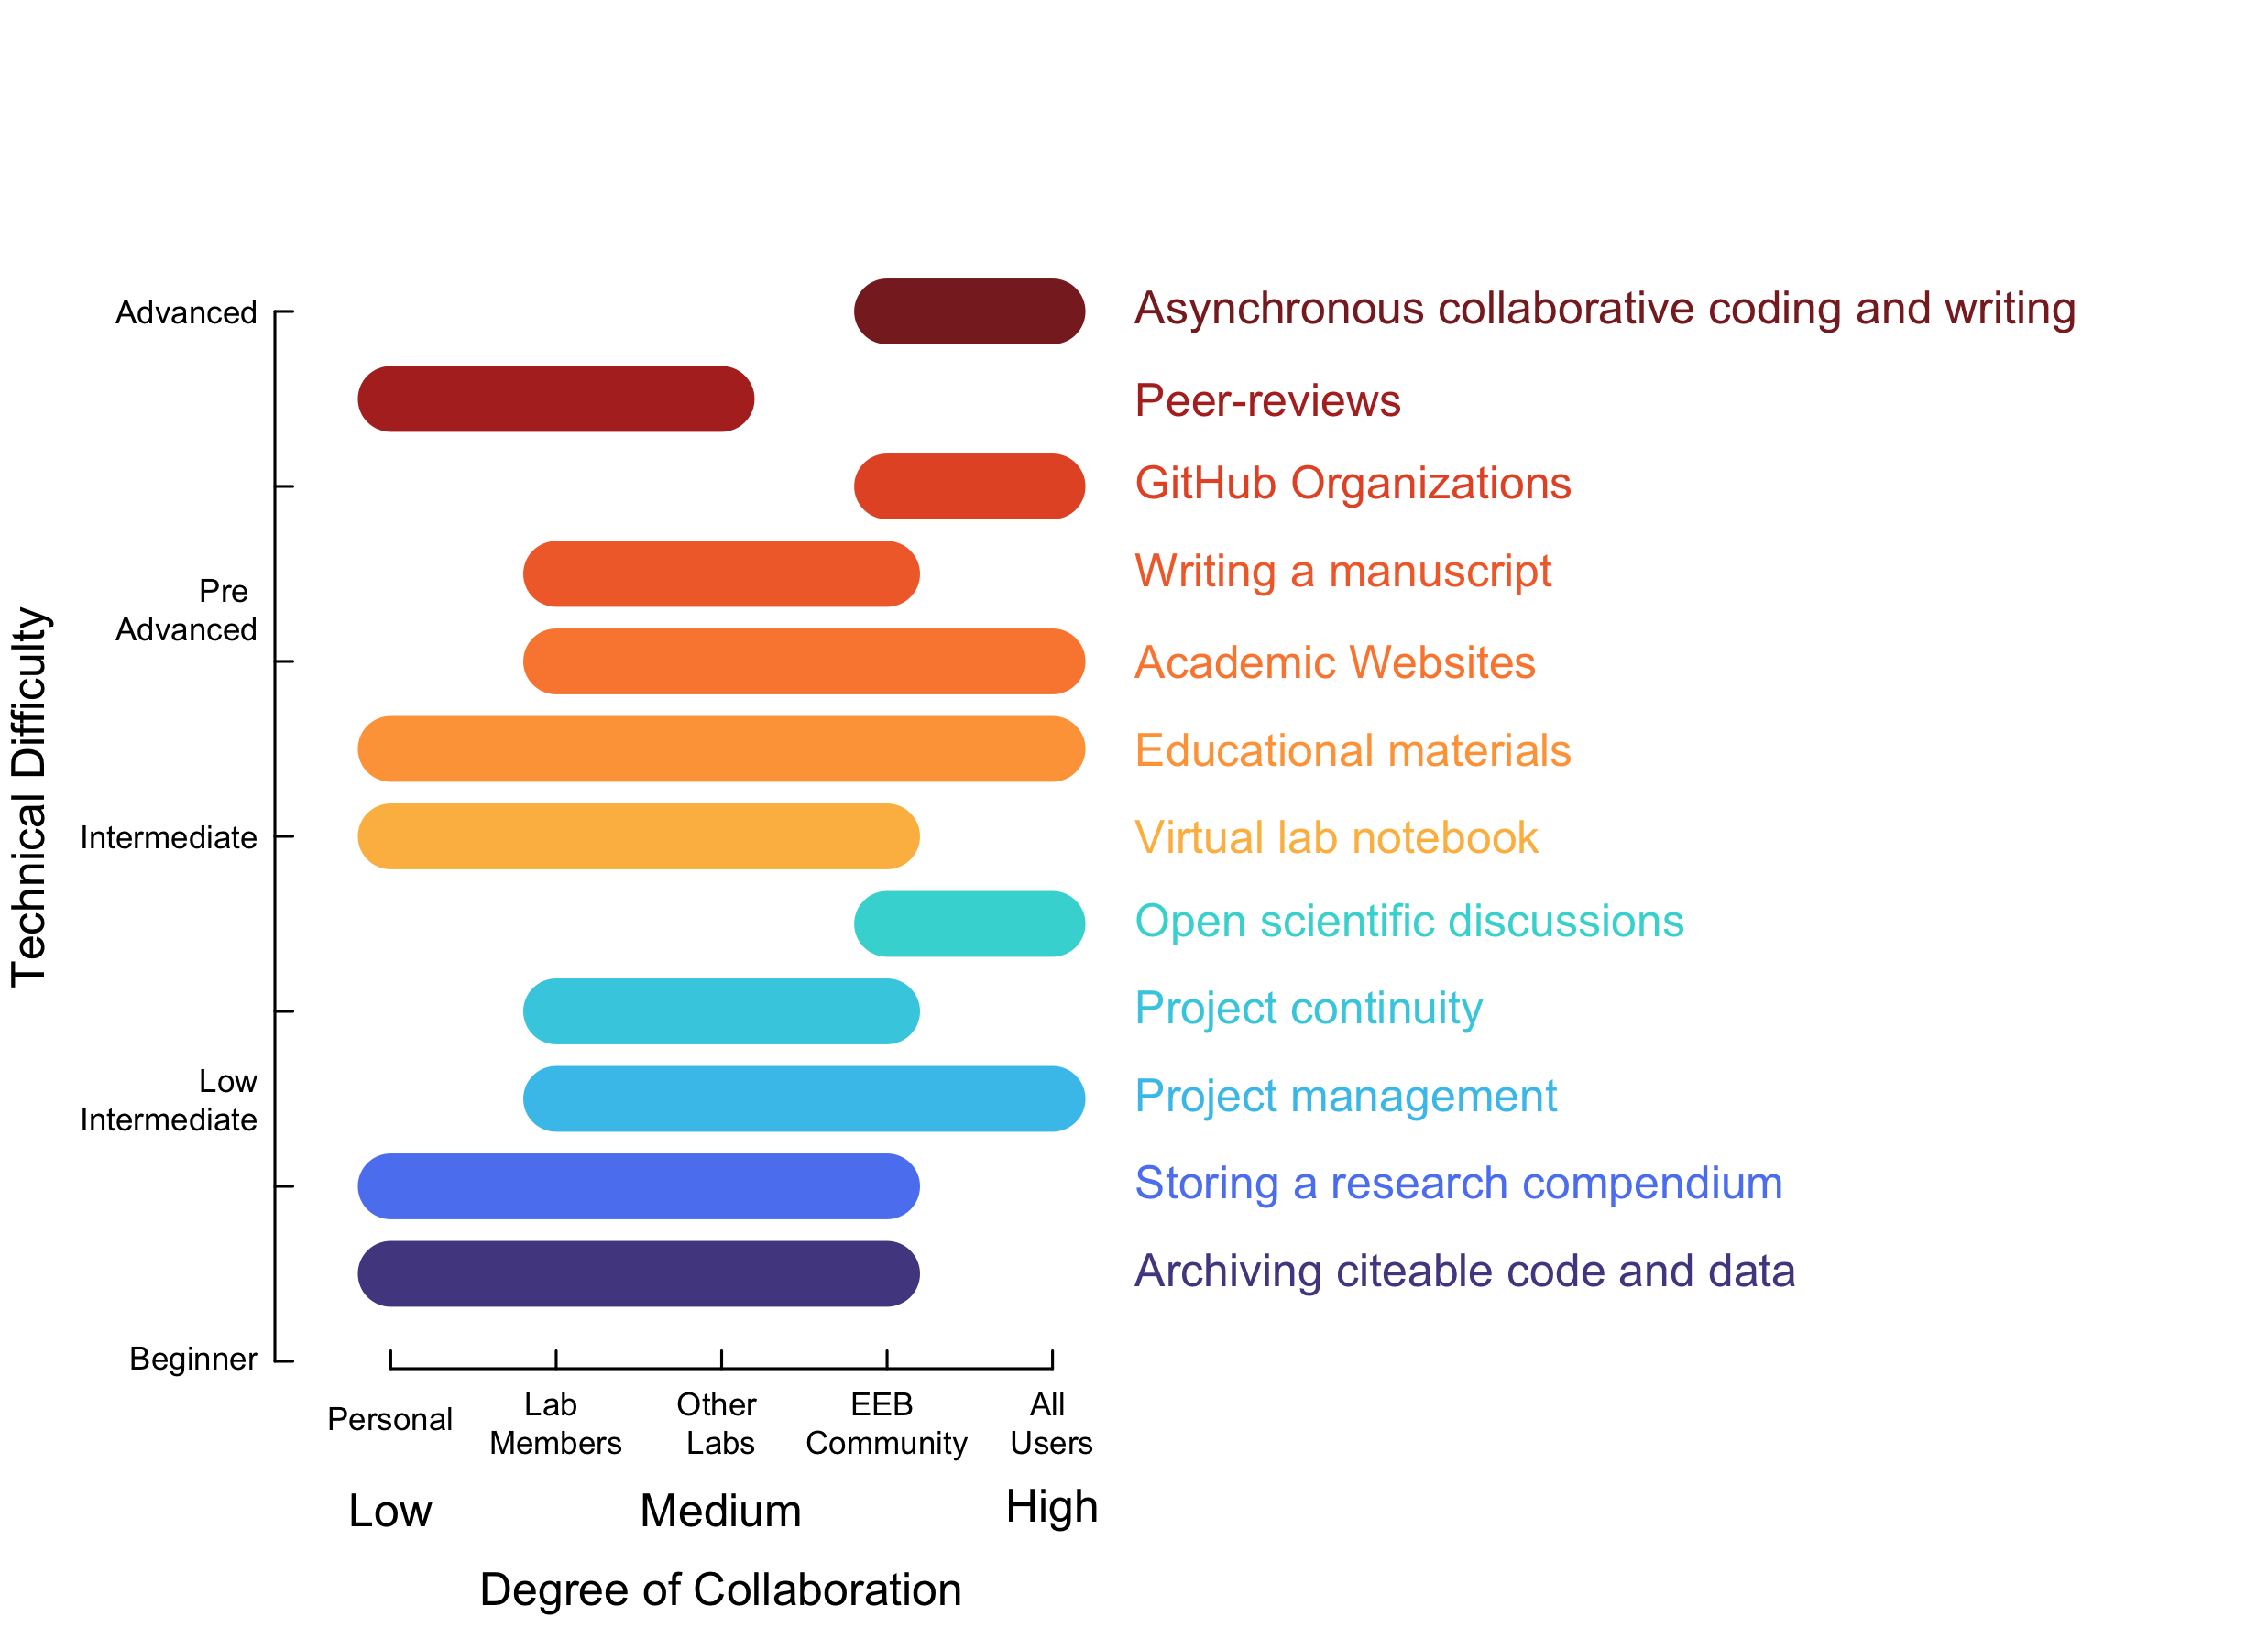 Advanced
Asynchronous collaborative coding and writing
Peer-reviews
GitHub Organizations
Writing a manuscript
Pre
Advanced
Academic Websites
Educational materials
Technical Difficulty
Intermediate
Virtual lab notebook
Open scientific discussions
Project continuity
Low
Intermediate
Project management
Storing a research compendium
Archiving citeable code and data
Beginner
Personal
Lab
Members
Other
Labs
EEB
Community
All
Users
Low
Medium
High
Degree of Collaboration